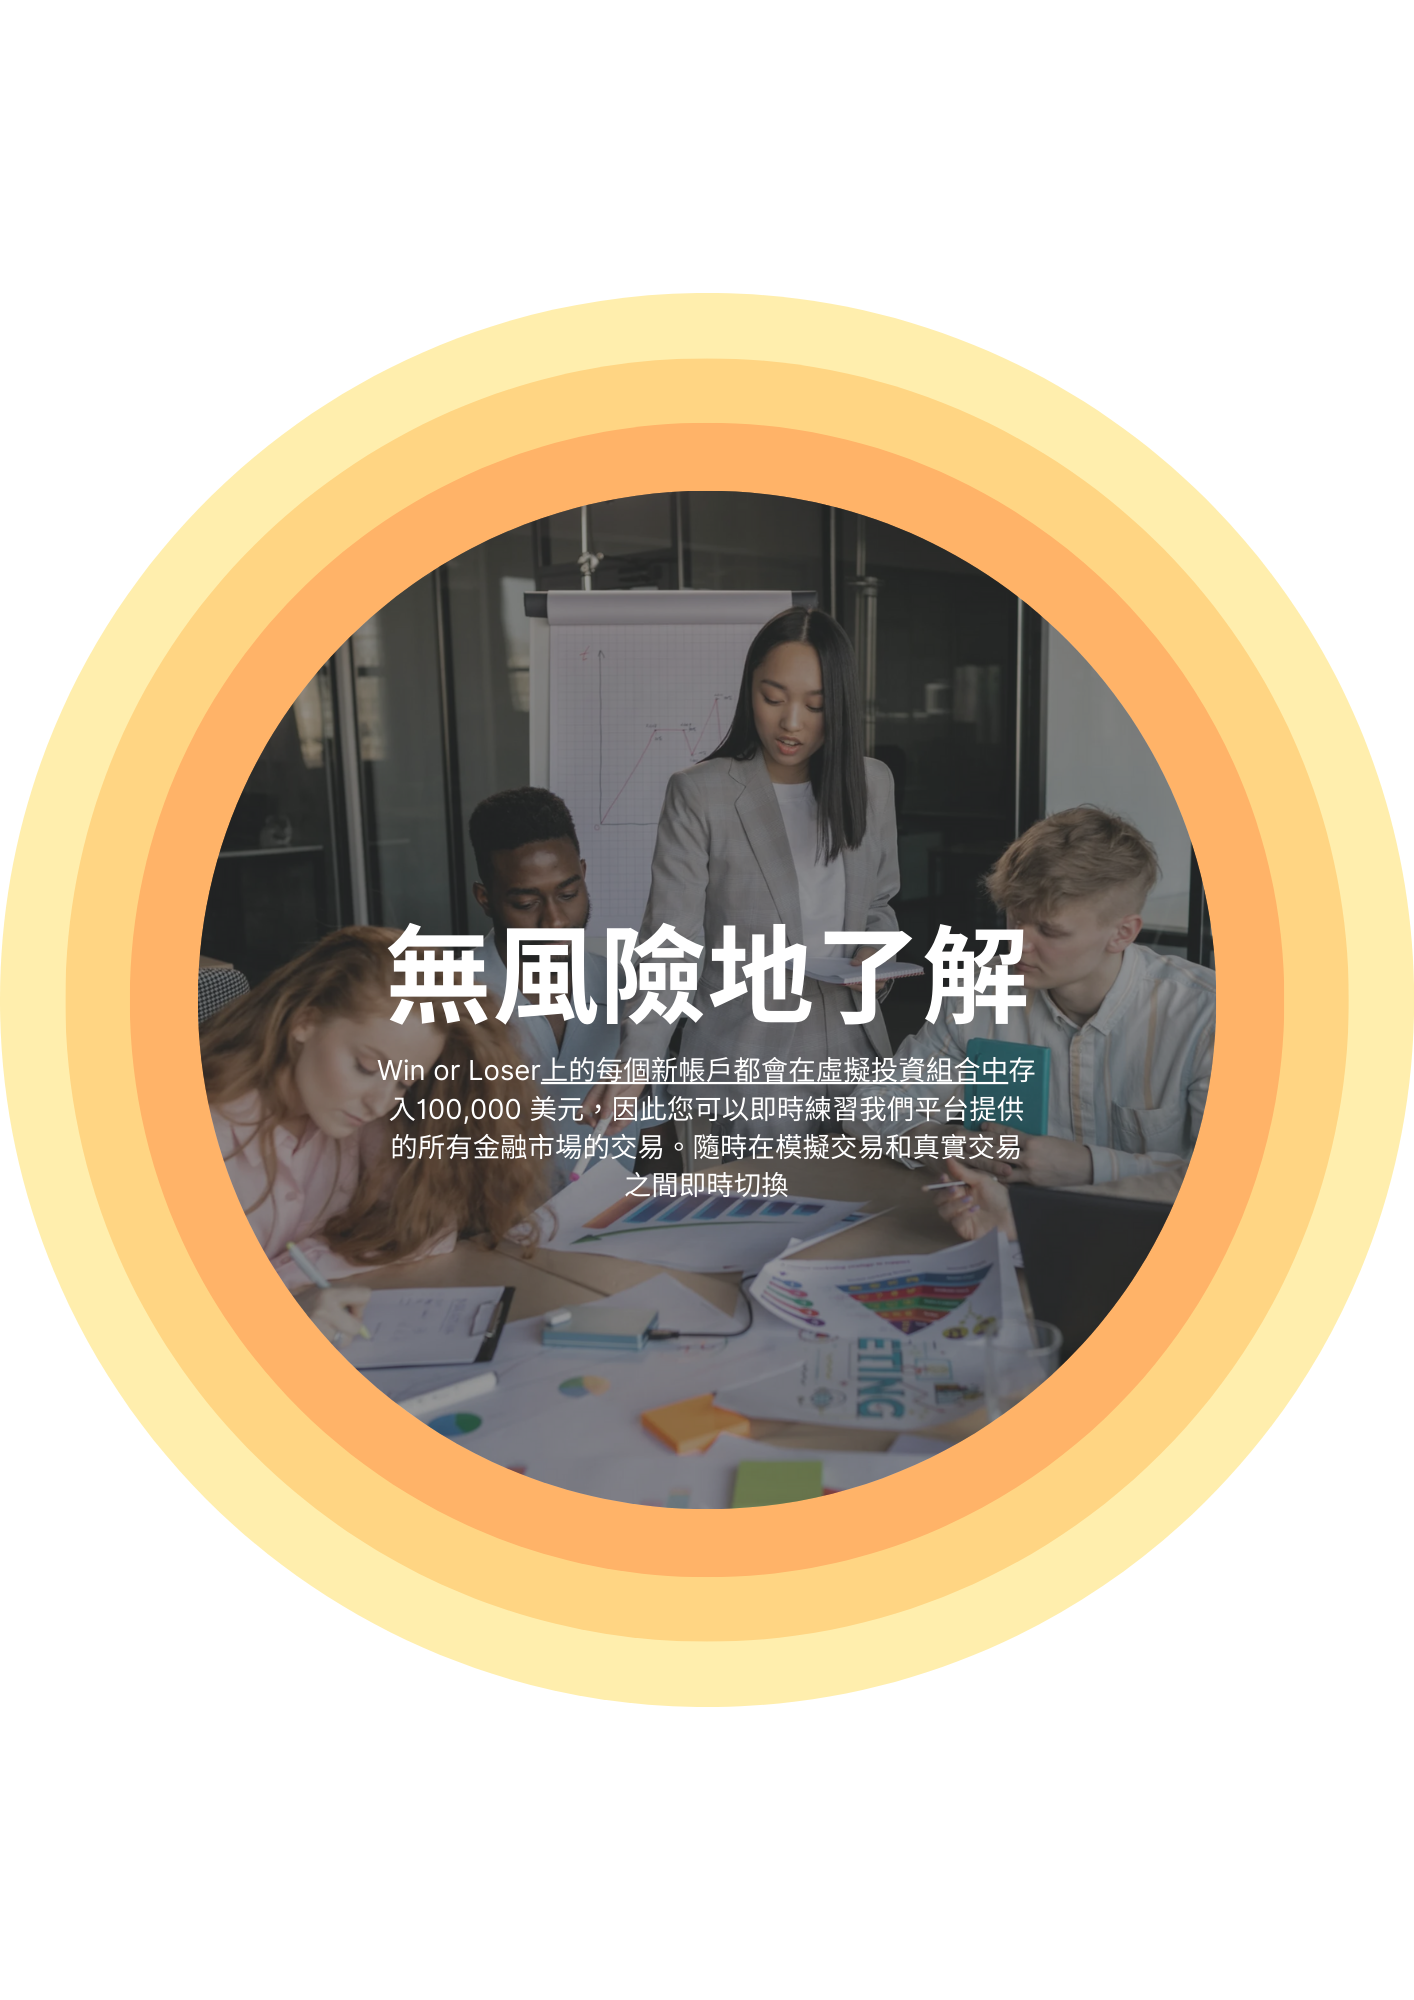 無風險地了解
Win or Loser上的每個新帳戶都會在虛擬投資組合中存
入100,000 美元，因此您可以即時練習我們平台提供
的所有金融市場的交易。隨時在模擬交易和真實交易
之間即時切換
ETING